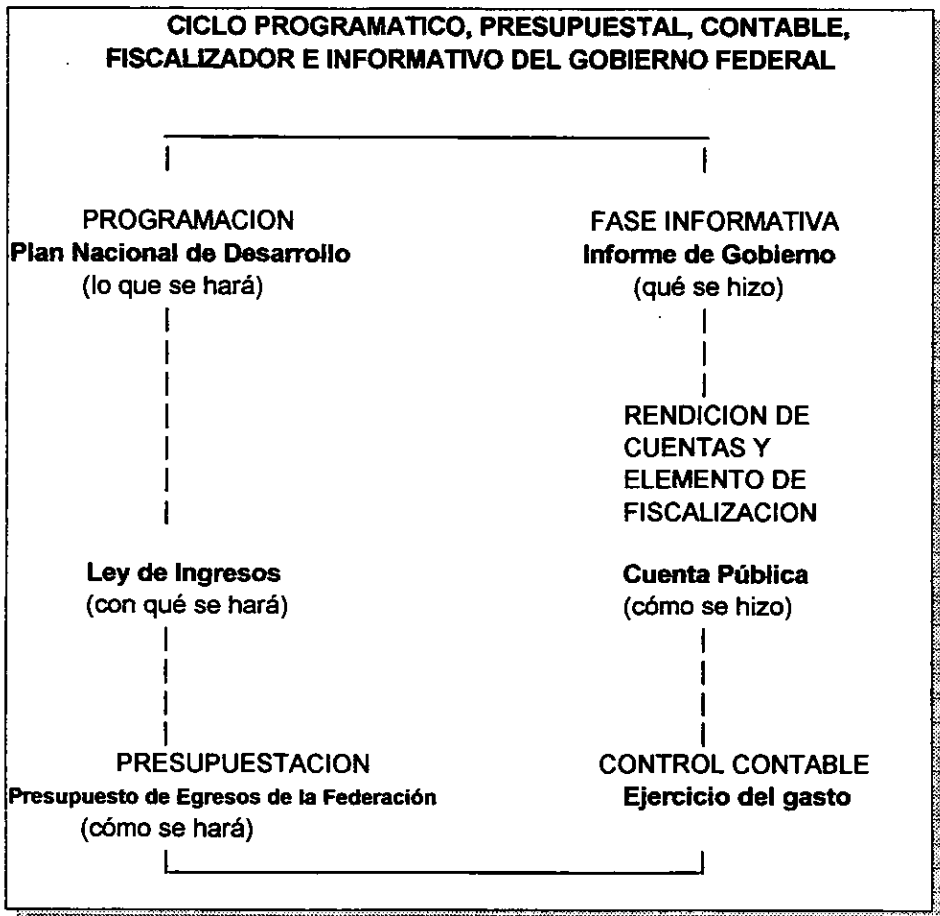 CICLO PROGRAMATICO, PRESUPUESTAL, CONTABLE,
FISCALIZADOR E INFORMATIVO DEL GOBIERNO FEDERAL
PROGRAMACION
Plan Nacional de Desarrollo
(lo que se hará)
FASE INFORMATIVA
Informe de Gobierno
(qué se hizo)
RENDICION DE
CUENTAS Y
ELEMENTO DE
FISCALIZACION
Ley de Ingresos
(con qué se hará)
Cuenta Pública
(cómo se hizo)
PRESUPUESTACION
Presupuesto de Egresos de la Federación
(cómo se hará)
CONTROL CONTABLE
Ejercicio del gasto